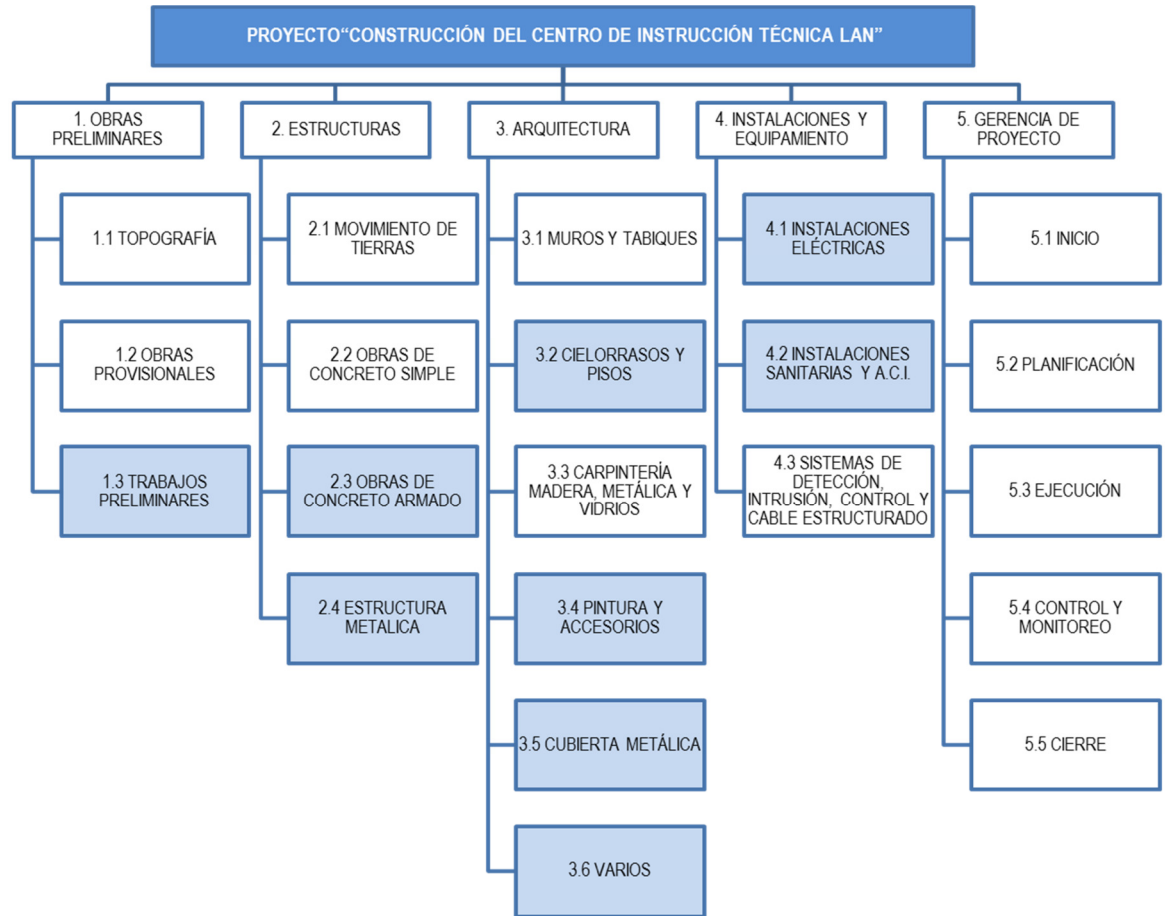 PROYECTO“CONSTRUCCIÓN DEL CENTRO DE INSTRUCCIÓN TÉCNICA LAN”
1. OBRAS
PRELIMINARES
2. ESTRUCTURAS
3. ARQUITECTURA
4. INSTALACIONES Y
EQUIPAMIENTO
5. GERENCIA DE
PROYECTO
1.1 TOPOGRAFÍA
1.2 OBRAS
PROVISIONALES
1.3 TRABAJOS
PRELIMINARES
2.1 MOVIMIENTO DE
TIERRAS
2.2 OBRAS DE
CONCRETO SIMPLE
2.3 OBRAS DE
CONCRETO ARMADO
2.4 ESTRUCTURA
METALICA
3.1 MUROS Y TABIQUES
3.2 CIELORRASOS Y
PISOS
3.3 CARPINTERÍA
MADERA, METÁLICA Y
VIDRIOS
3.4 PINTURA Y
ACCESORIOS
3.5 CUBIERTA METÁLICA
3.6 VARIOS
4.1 INSTALACIONES
ELÉCTRICAS
4.2 INSTALACIONES
SANITARIAS Y A.C.I.
4.3 SISTEMAS DE
DETECCIÓN,
INTRUSIÓN, CONTROL Y
CABLE ESTRUCTURADO
5.1 INICIO
5.2 PLANIFICACIÓN
5.3 EJECUCIÓN
5.4 CONTROL Y
MONITOREO
5.5 CIERRE